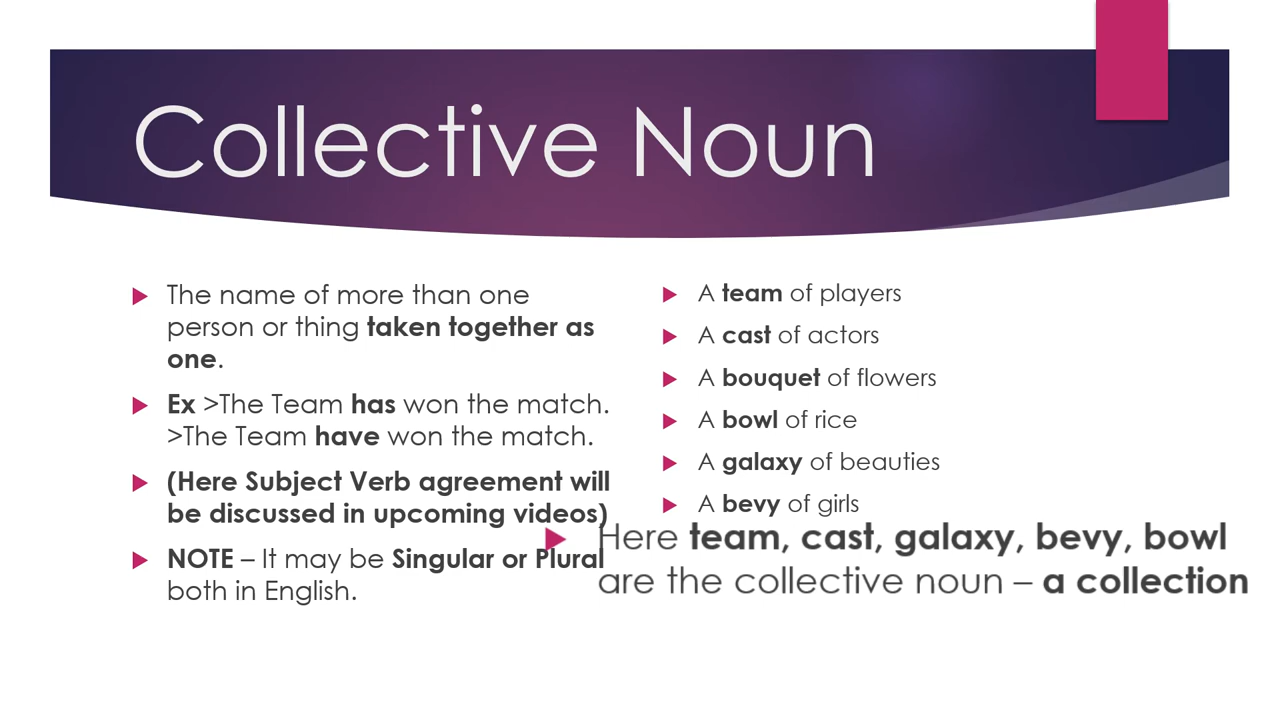 Collective Noun
The name of more than one
person or thing taken together as
one.
Ex >The Team has won the match.
>The Team have won the match.
(Here Subject Verb agreement will
be discussed in upcoming videos)
NOTE – It may be Singular or Plural
both in English.
A team of players
A cast of actors
A bouquet of flowers
A bowl of rice
A galaxy of beauties
A bevy of girls
Here team, cast, galaxy, bevy, bowl
are the collective noun – a collection